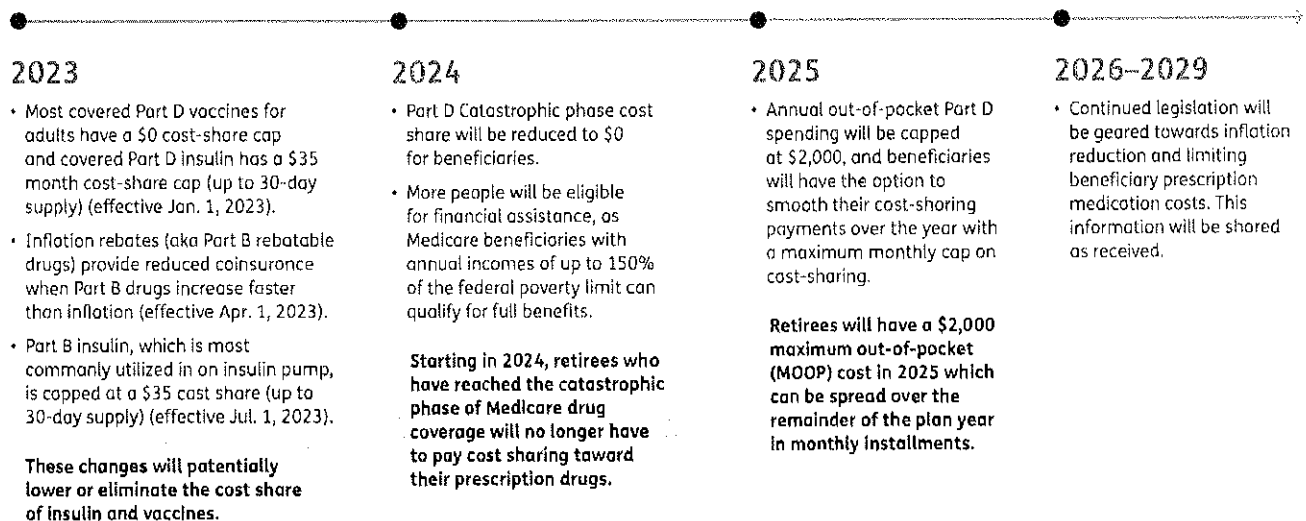 2023
• Most covered Part D vaccines for
adults have a $0 cost-share cap
and covered Part D insulin has a $35
month cost-share cap (up to 30-day
supply) (effective Jan. 1, 2023).
• Inflation rebates (aka Part B rebatable
drugs) provide reduced coinsurance
when Part B drugs increase faster
than inflation (effective Apr. 1, 2023).
• Part B insulin, which is most
commonly utilized in an insulin pump,
is capped at a $35 cost share (up to
30-day supply) (effective Jul. 1, 2023).
These changes will potentially
lower or eliminate the cost share
of insulin and vaccines.
2024
• Part D Catastrophic phase cost
share will be reduced to $0
for beneficiaries.
• More people will be eligible
for financial assistance, as
Medicare beneficiaries with
annual incomes of up to 150%
of the federal poverty limit can
qualify for full benefits.
Starting in 2024, retirees who
have reached the catastrophic
phase of Medicare drug
coverage will no longer have
to pay cost sharing toward
their prescription drugs.
2025
• Annual out-of-pocket Part D
spending will be capped
at $2,000, and beneficiaries
will have the option to
smooth their cost-sharing
payments over the year with
a maximum monthly cap on
cost-sharing.
Retirees will have a $2,000
maximum out-of-pocket
(MOOP) cost in 2025 which
can be spread over the
remainder of the plan year
in monthly installments.
2026–2029
• Continued legislation will
be geared towards inflation
reduction and limiting
beneficiary prescription
medication costs. This
information will be shared
as received.